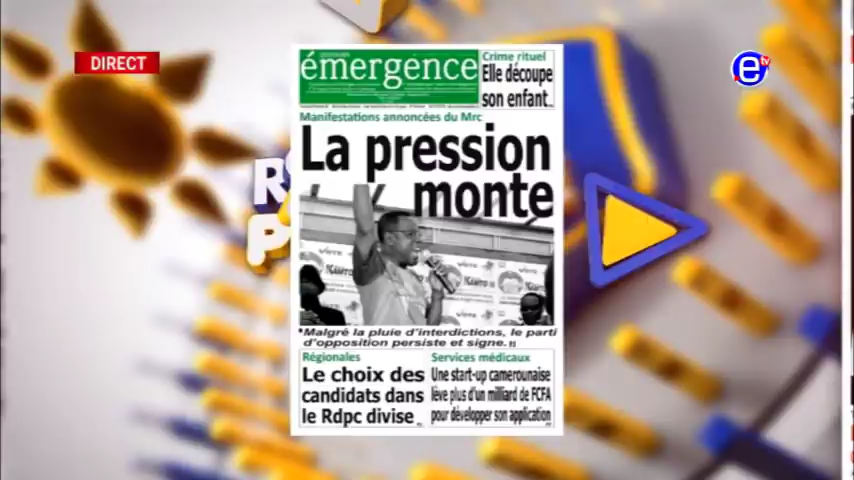 DIRECT
e tv
émergence
Crime rituel
Elle découpe
son enfant
Manifestations annoncées du Mrc
La pression
monte
*Malgré la pluie d'interdictions, le parti
d'opposition persiste et signe.
Régionales
Le choix des
candidats dans
le Rdpc divise
Services médicaux
Une start-up camerounaise
lève plus d'un milliard de FCFA
pour développer son application